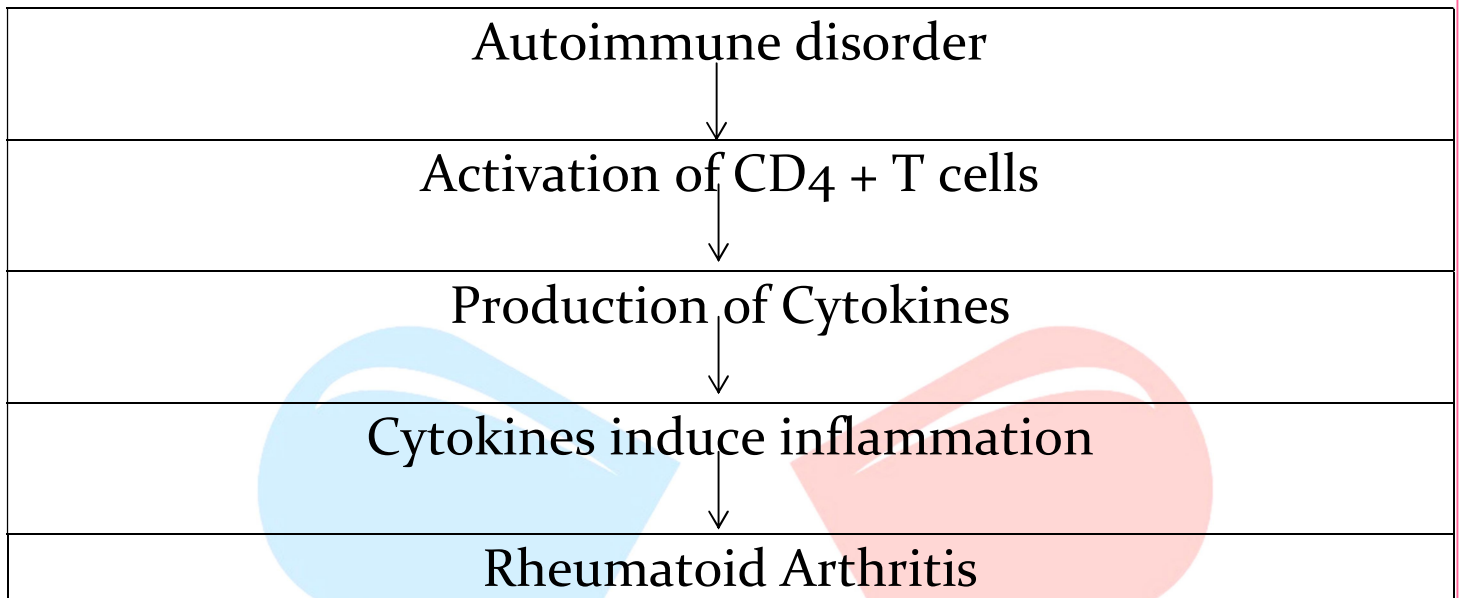 Autoimmune disorder
Activation of CD4 + T cells
Production of Cytokines
Cytokines induce inflammation
Rheumatoid Arthritis